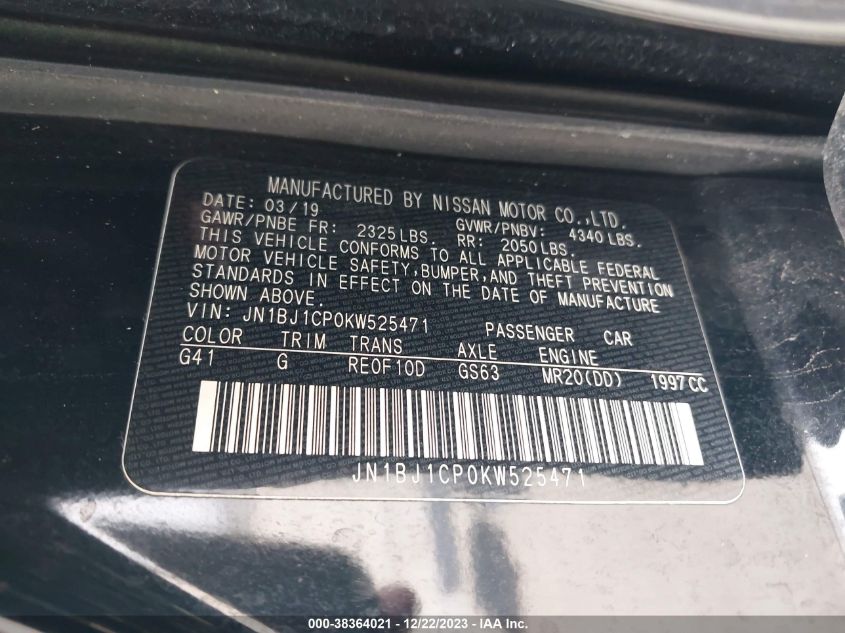 MANUFACTURED BY NISSAN MOTOR CO.,LTD.
DATE: 03/19 GVWR/PNBV: 4340 LBS.
GAWR/PNBE FR: 2325 LBS. RR: 2050 LBS.
THIS VEHICLE CONFORMS TO ALL APPLICABLE FEDERAL
MOTOR VEHICLE SAFETY, BUMPER, AND THEFT PREVENTION
STANDARDS IN EFFECT ON THE DATE OF MANUFACTURE
SHOWN ABOVE.
VIN: JN1BJ1CP0KW525471 PASSENGER CAR
COLOR TRIM TRANS AXLE ENGINE
G41 G RE0F10D GS63 MR20(DD) 1997CC
JN1BJ1CP0KW525471
000-38364021 - 12/22/2023 - iaai.com